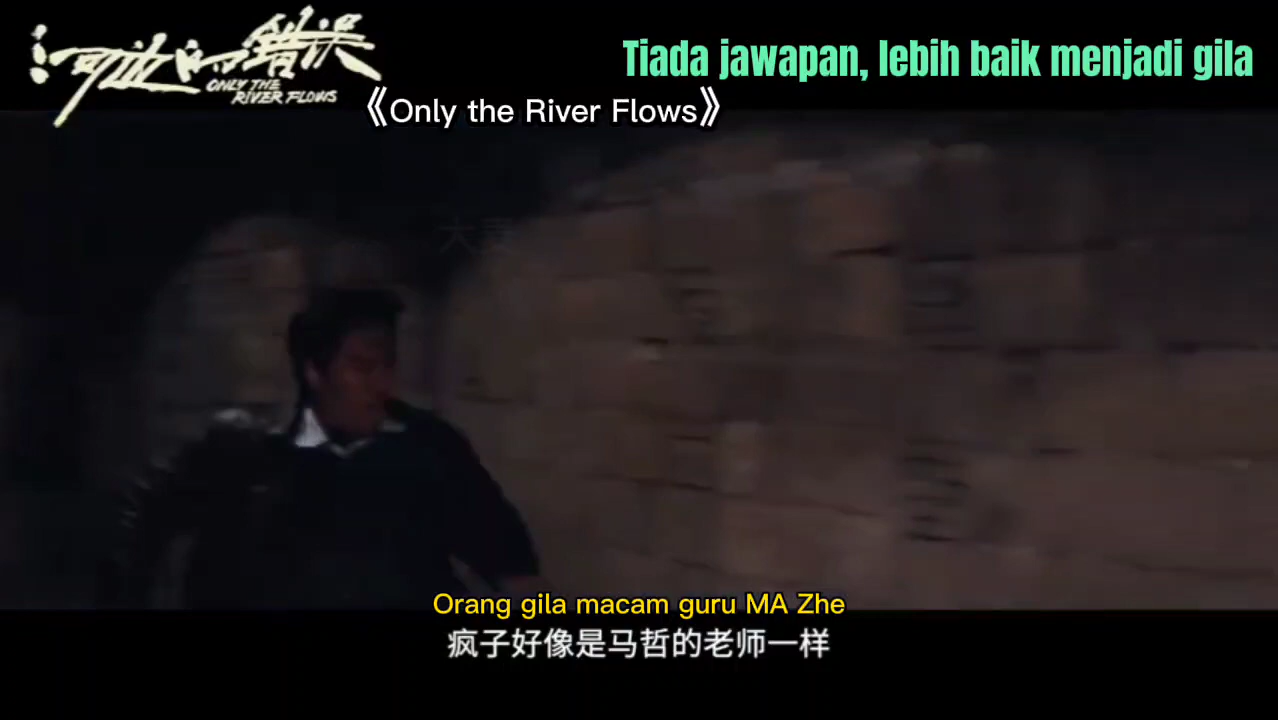 河边的错误
ONLY THE
RIVER FLOWS
Tiada jawapan, lebih baik menjadi gila
《Only the River Flows》
Orang gila macam guru MA Zhe
疯子好像是马哲的老师一样